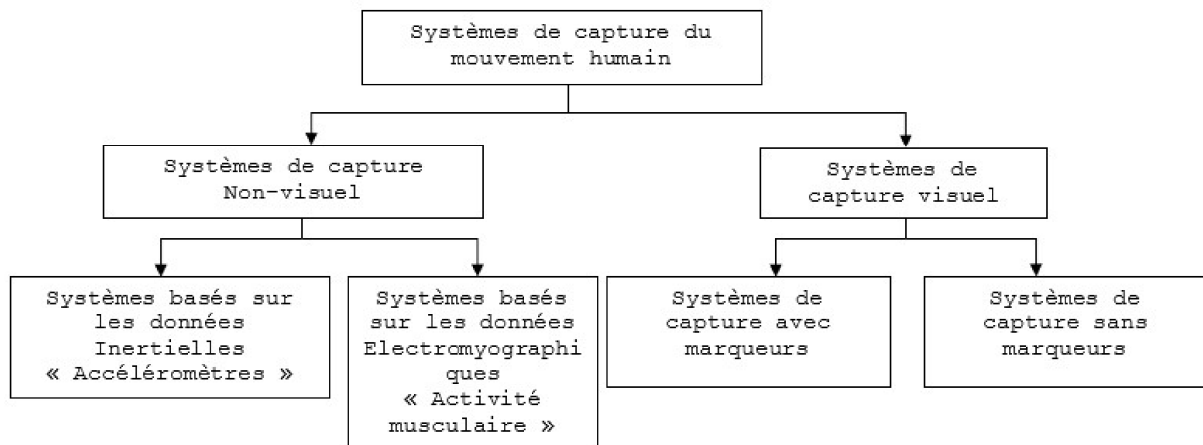 Systèmes de capture du
mouvement humain
Systèmes de capture
Non-visuel
Systèmes de
capture visuel
Systèmes basés sur
les données
Inertielles
« Accéléromètres »
Systèmes basés
sur les données
Electromyographi
ques
« Activité
musculaire »
Systèmes de
capture avec
marqueurs
Systèmes de
capture sans
marqueurs